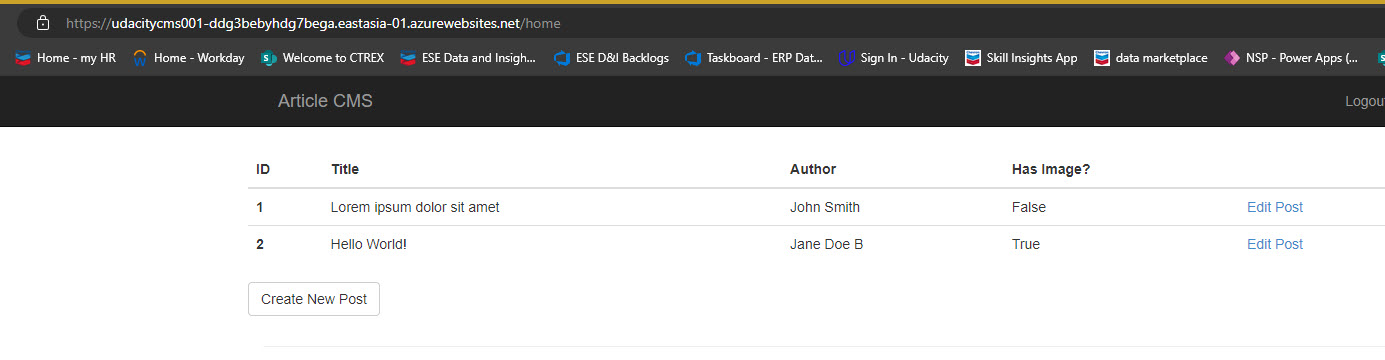 https://udacitycms001-ddg3bebyhdg7bega.eastasia-01.azurewebsites.net/home
Home - my HR Home - Workday Welcome to CTREX ESE Data and Insigh... ESE D&I Backlogs Taskboard - ERP Dat... Sign In - Udacity Skill Insights App data marketplace NSP - Power Apps (...
Article CMS Logou
ID Title Author Has Image?
1 Lorem ipsum dolor sit amet John Smith False Edit Post
2 Hello World! Jane Doe B True Edit Post
Create New Post